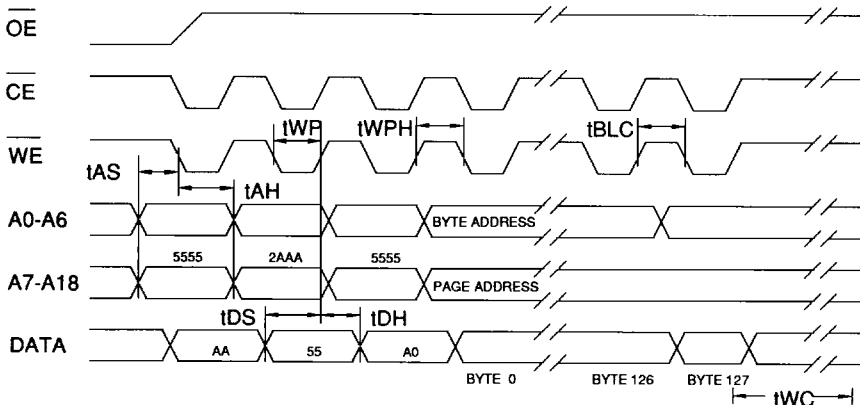 OE
CE
tWP tWPH tBLC
WE
tAS
tAH
A0-A6 BYTE ADDRESS
5555 2AAA 5555
A7-A18 PAGE ADDRESS
tDS tDH
DATA AA 55 A0
BYTE 0 BYTE 126 BYTE 127
tWC